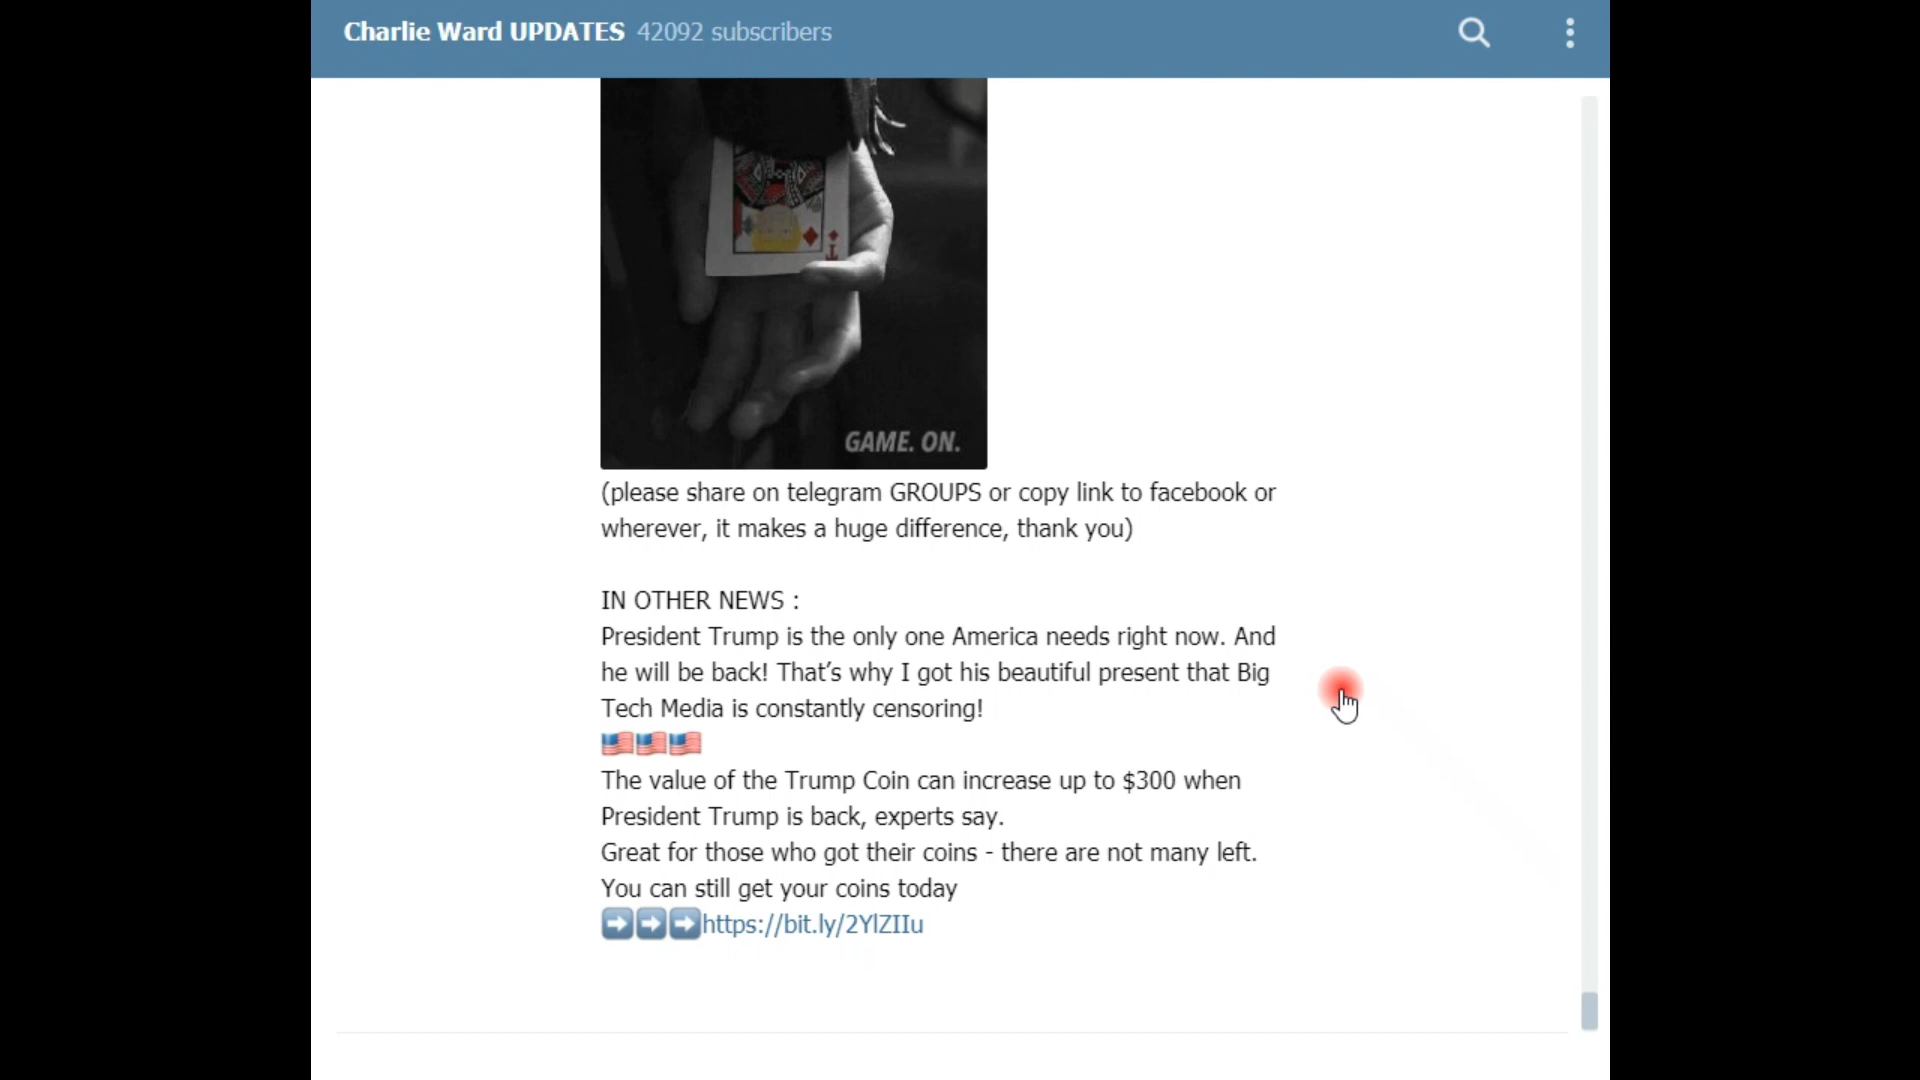 Charlie Ward UPDATES 42092 subscribers
GAME. ON.
(please share on telegram GROUPS or copy link to facebook or
wherever, it makes a huge difference, thank you)
IN OTHER NEWS :
President Trump is the only one America needs right now. And
he will be back! That’s why I got his beautiful present that Big
Tech Media is constantly censoring!
The value of the Trump Coin can increase up to $300 when
President Trump is back, experts say.
Great for those who got their coins - there are not many left.
You can still get your coins today
https://bit.ly/2YlZIIu